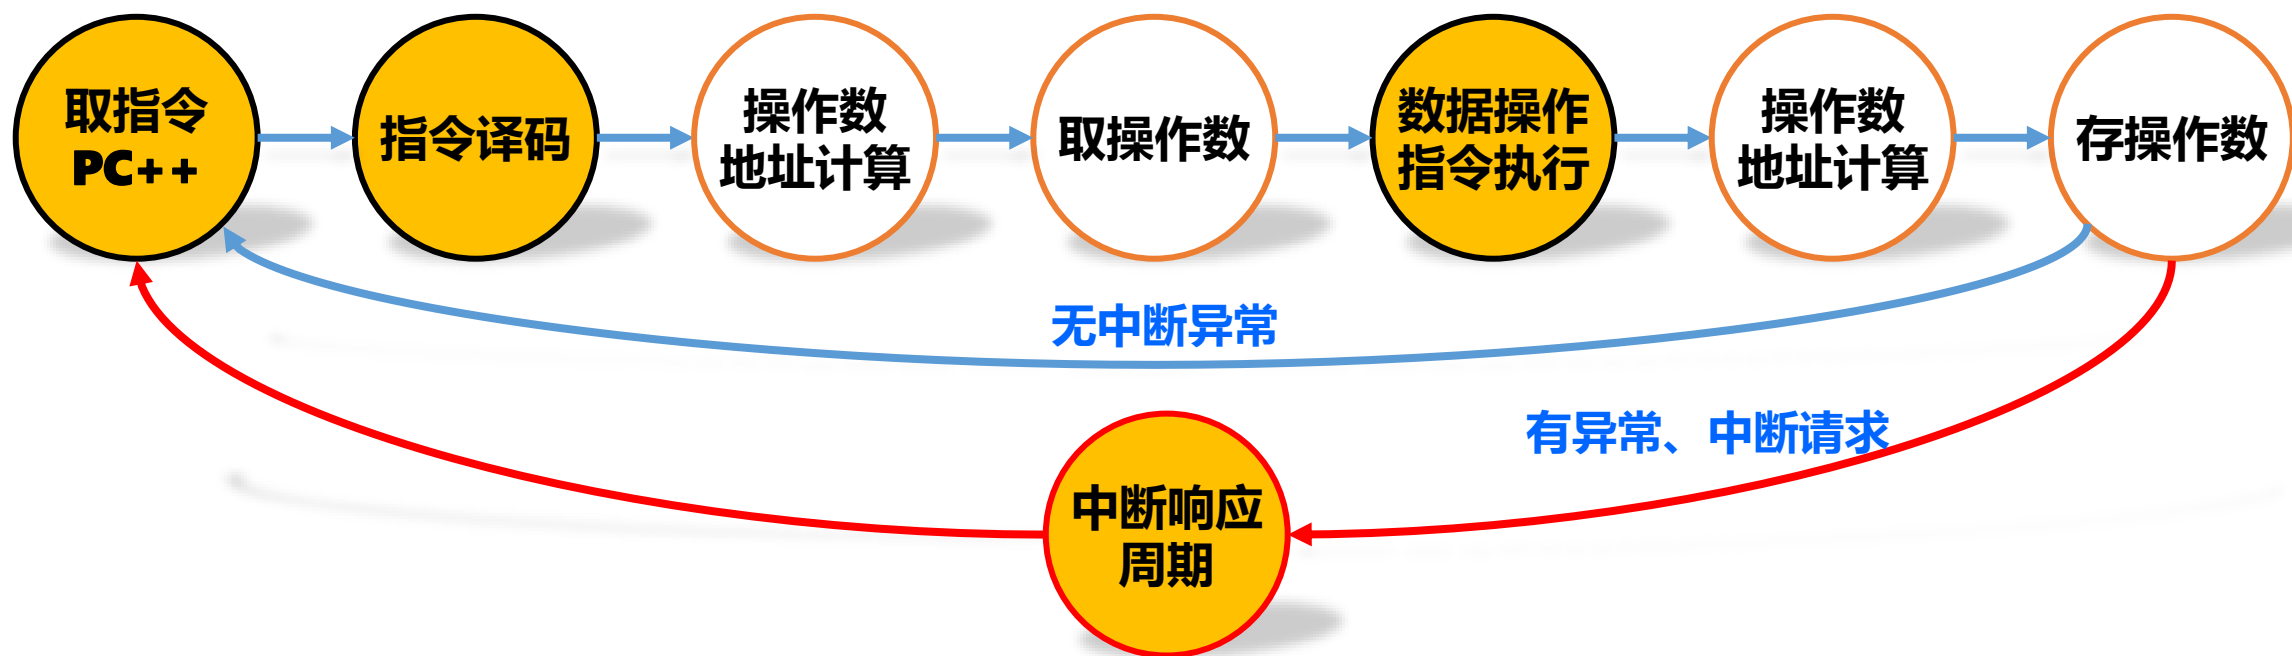 取指令
PC++
指令译码
操作数
地址计算
取操作数
数据操作
指令执行
操作数
地址计算
存操作数
无中断异常
有异常、中断请求
中断响应
周期